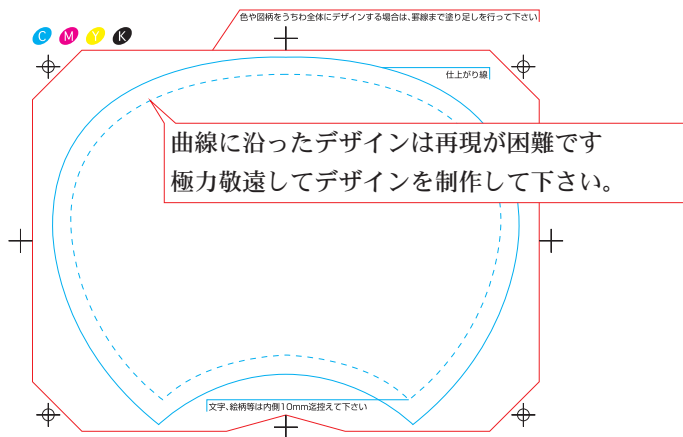 色や図柄をうちわ全体にデザインする場合は、罫線まで塗り足しを行って下さい
C M Y K
仕上がり線
曲線に沿ったデザインは再現が困難です
極力敬遠してデザインを制作して下さい。
文字、絵柄等は内側10mm迄控えて下さい